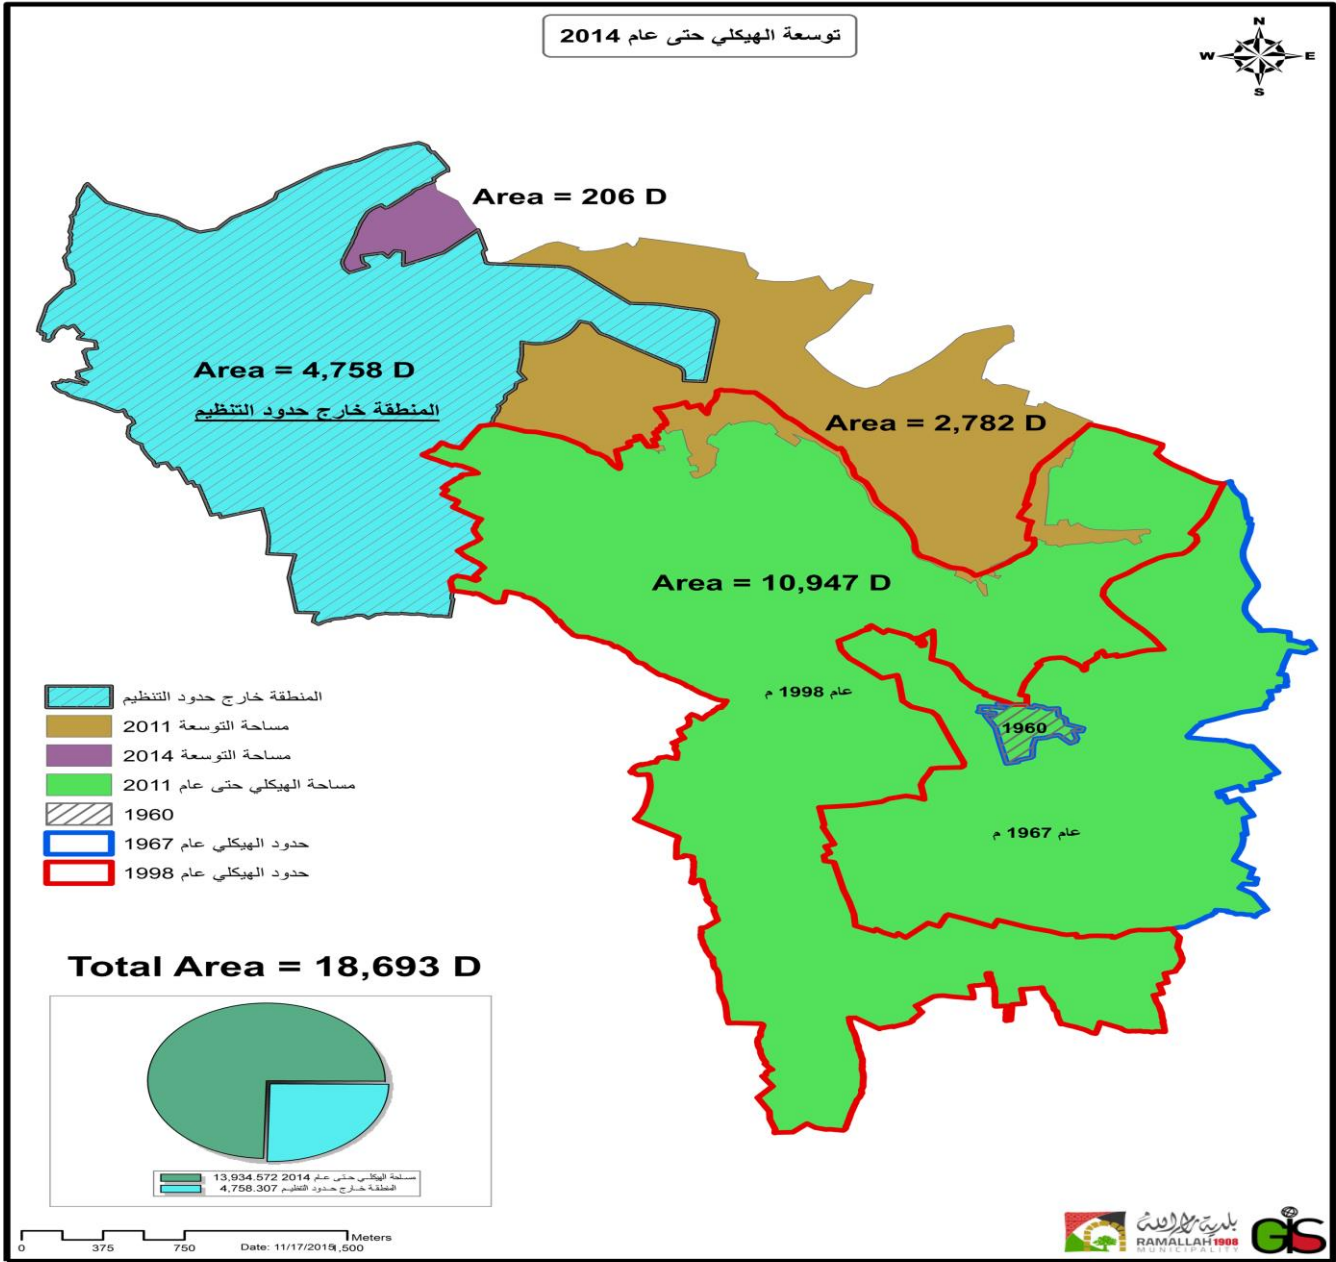 توسعة الهيكلي حتى عام 2014
N
W E
S
Area = 206 D
Area = 4,758 D
المنطقة خارج حدود التنظيم
Area = 2,782 D
Area = 10,947 D
عام 1998 م
1960
عام 1967 م
المنطقة خارج حدود التنظيم
مساحة التوسعة 2011
مساحة التوسعة 2014
مساحة الهيكلي حتى عام 2011
1960
حدود الهيكلي عام 1967
حدود الهيكلي عام 1998
Total Area = 18,693 D
مساحة الهيكلي حتى عام 2014 13,934.572
المنطقة خارج حدود التنظيم 4,758.307
Meters
0 375 750 1,500
Date: 11/17/2015
بلدية رام الله
RAMALLAH 1908
MUNICIPALITY
GIS